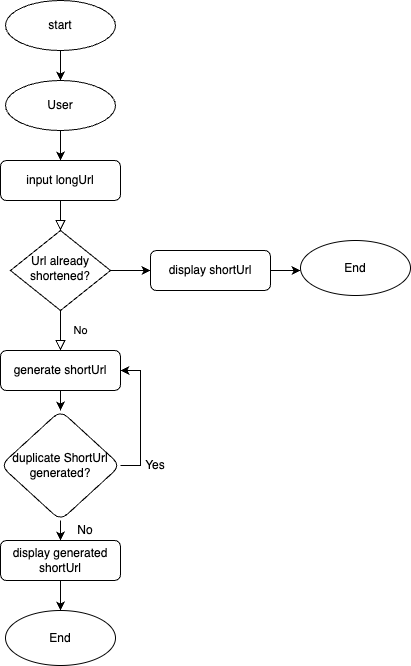 start
User
input longUrl
Url already
shortened?
display shortUrl
End
No
generate shortUrl
duplicate ShortUrl
generated?
Yes
No
display generated
shortUrl
End